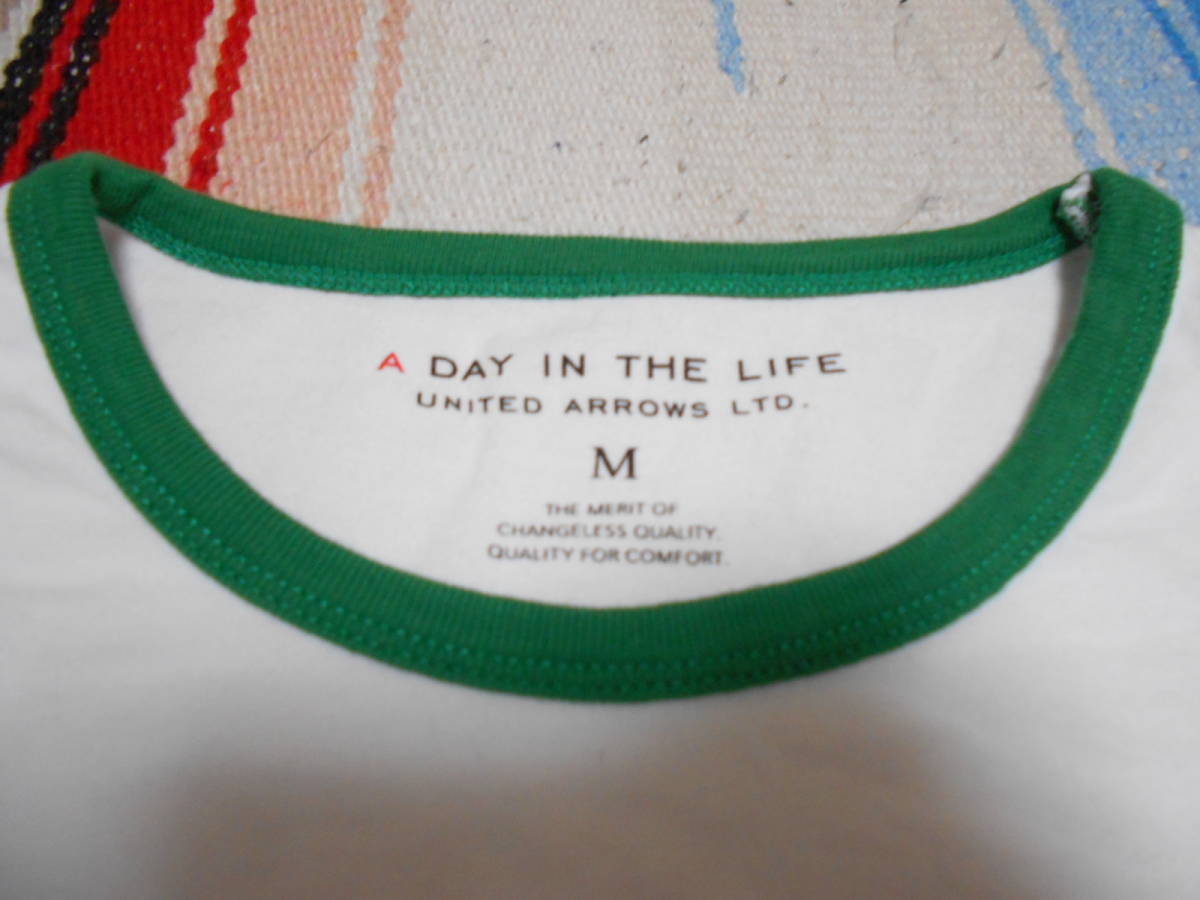 A DAY IN THE LIFE
UNITED ARROWS LTD.
M
THE MERIT OF
CHANGELESS QUALITY.
QUALITY FOR COMFORT.